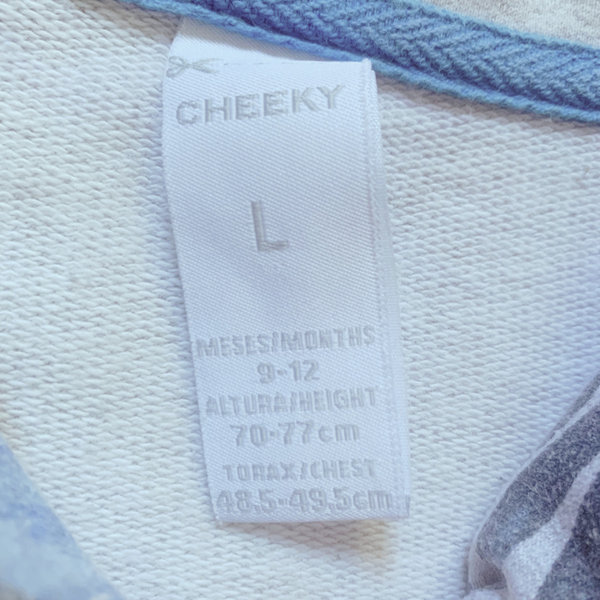 CHEEKY
L
MESES/MONTHS
9-12
ALTURA/HEIGHT
70-77cm
TORAX/CHEST
48.5-49.5cm